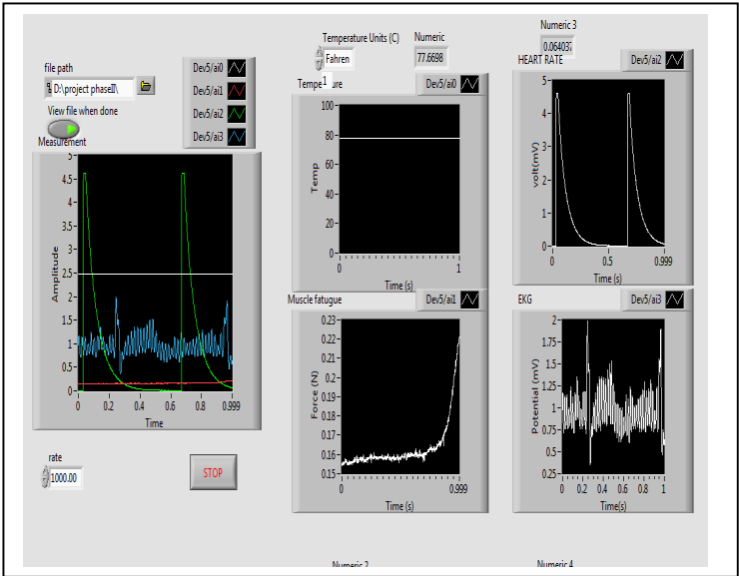 file path
D:\project phaseII\
View file when done
Measurement
Dev5/ai0
Dev5/ai1
Dev5/ai2
Dev5/ai3
Amplitude
5-
4.5-
4-
3.5-
3-
2.5-
2-
1.5-
1-
0.5-
0-
0 0.2 0.4 0.6 0.8 0.999
Time
rate
1000.00
STOP
Temperature Units (C)
Fahren
1
Numeric
77.6698
Tempe ure
Dev5/ai0
Temp
100-
80-
60-
40-
20-
0-
0 1
Time (s)
Numeric 3
0.064037
HEART RATE
Dev5/ai2
volt(mV)
5-
4-
3-
2-
1-
0-
0 0.5 0.999
Time (s)
Muscle fatugue
Dev5/ai1
Force (N)
0.23-
0.22-
0.21-
0.2-
0.19-
0.18-
0.17-
0.16-
0.15-
0 0.999
Time (s)
EKG
Dev5/ai3
Potential (mV)
2-
1.75-
1.5-
1.25-
1-
0.75-
0.5-
0.25-
0 0.2 0.4 0.6 0.8 1
Time(s)
Numeric 2
Numeric 4